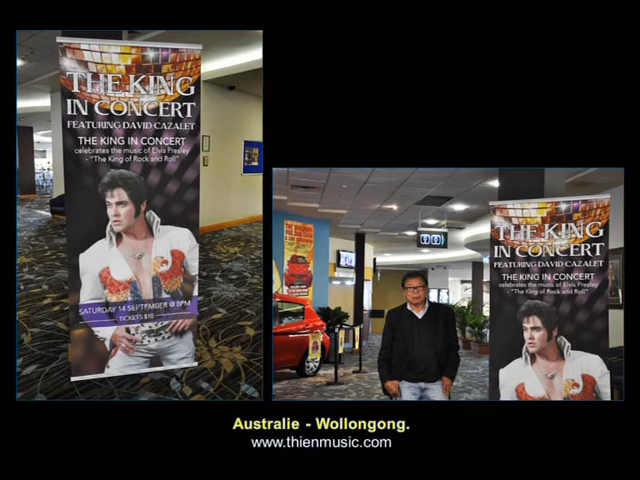 THE KING
IN CONCERT
FEATURING DAVID CAZALET
THE KING IN CONCERT
celebrates the music of Elvis Presley
- "The King of Rock and Roll"
SATURDAY 14 SEPTEMBER @ 8PM
TICKETS $10
THE KING
IN CONCERT
FEATURING DAVID CAZALET
THE KING IN CONCERT
celebrates the music of Elvis Presley
- "The King of Rock and Roll"
Australie - Wollongong.
www.thienmusic.com